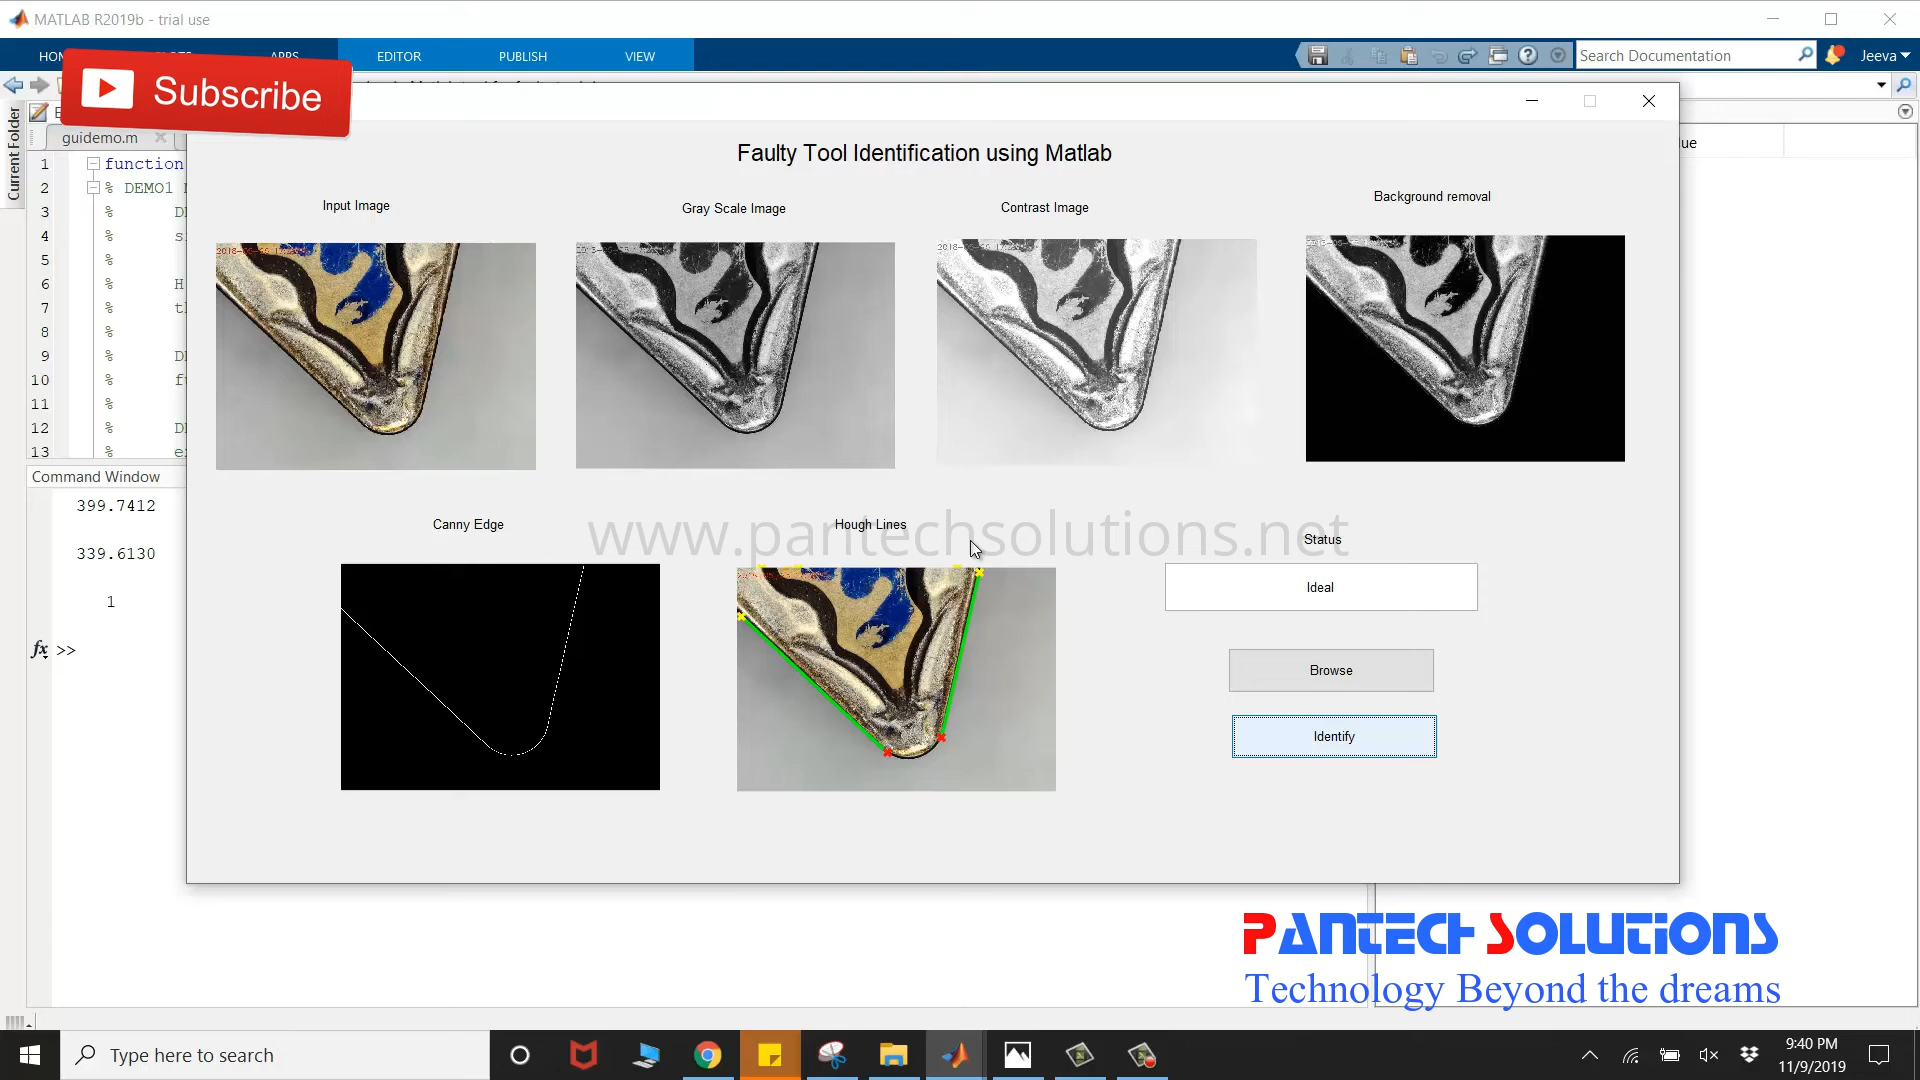 MATLAB R2019b - trial use
APPS
EDITOR
PUBLISH
VIEW
Search Documentation
Jeeva
Subscribe
Current Folder
guidemo.m
1
function
2
% DEMO1
3
%
4
%
5
%
6
% H
7
%
8
%
9
%
10
%
11
%
12
%
13
%
Command Window
399.7412
339.6130
1
fx >>
Faulty Tool Identification using Matlab
Input Image
Gray Scale Image
Contrast Image
Background removal
Canny Edge
Hough Lines
Status
Ideal
Browse
Identify
www.pantechsolutions.net
PANTECH SOLUTIONS
Technology Beyond the dreams
Type here to search
9:40 PM
11/9/2019